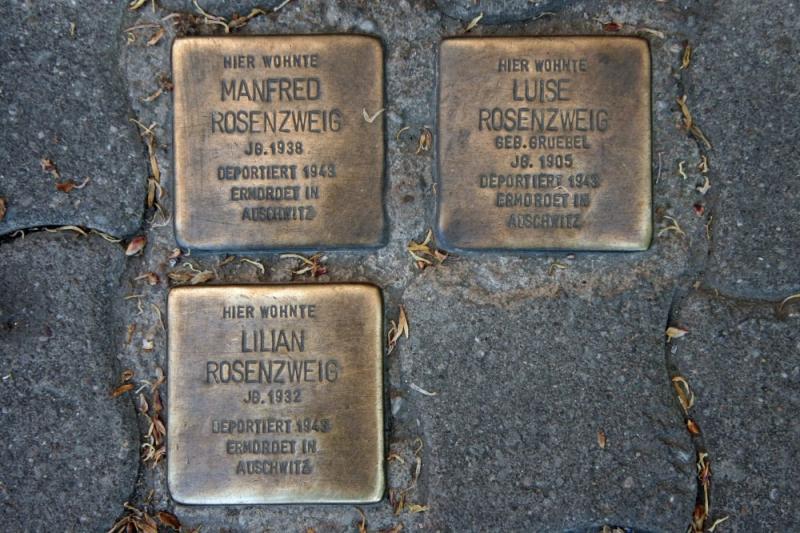 HIER WOHNTE
MANFRED
ROSENZWEIG
JG. 1938
DEPORTIERT 1943
ERMORDET IN
AUSCHWITZ
HIER WOHNTE
LUISE
ROSENZWEIG
GEB. GRUEBEL
JG. 1905
DEPORTIERT 1943
ERMORDET IN
AUSCHWITZ
HIER WOHNTE
LILIAN
ROSENZWEIG
JG. 1932
DEPORTIERT 1943
ERMORDET IN
AUSCHWITZ